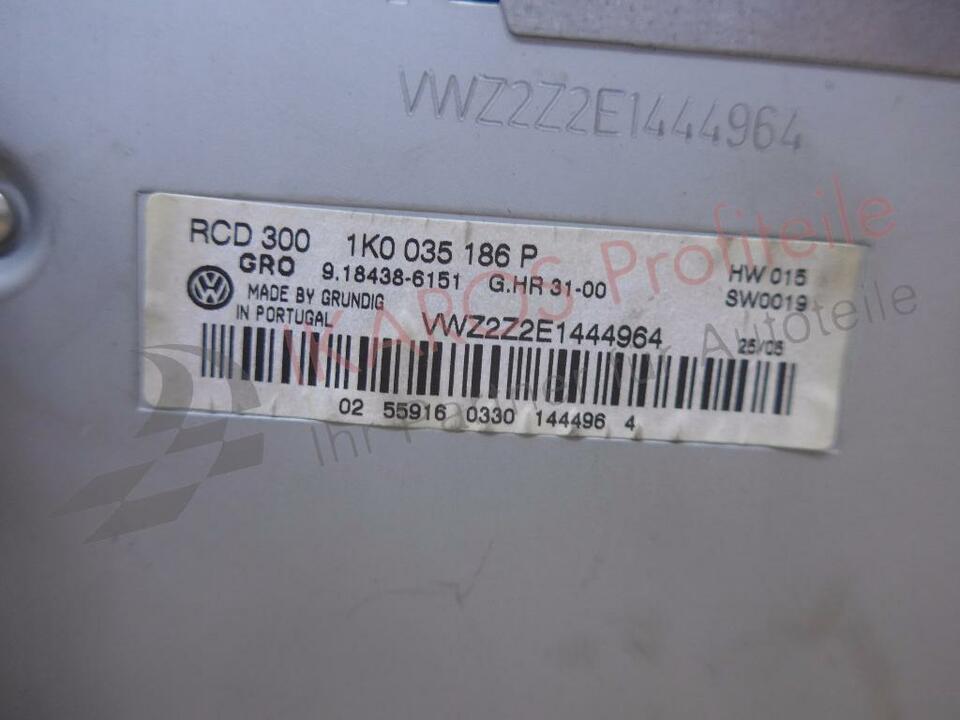 VWZ2Z2E1444964
RCD 300 1K0 035 186 P
GRO 9.18438-6151 G.HR 31-00 HW 015
MADE BY GRUNDIG SW0019
IN PORTUGAL VWZ2Z2E1444964 25/05
02 55916 0330 144496 4
IKAROS Profiteile
Ihr Partner für Autoteile